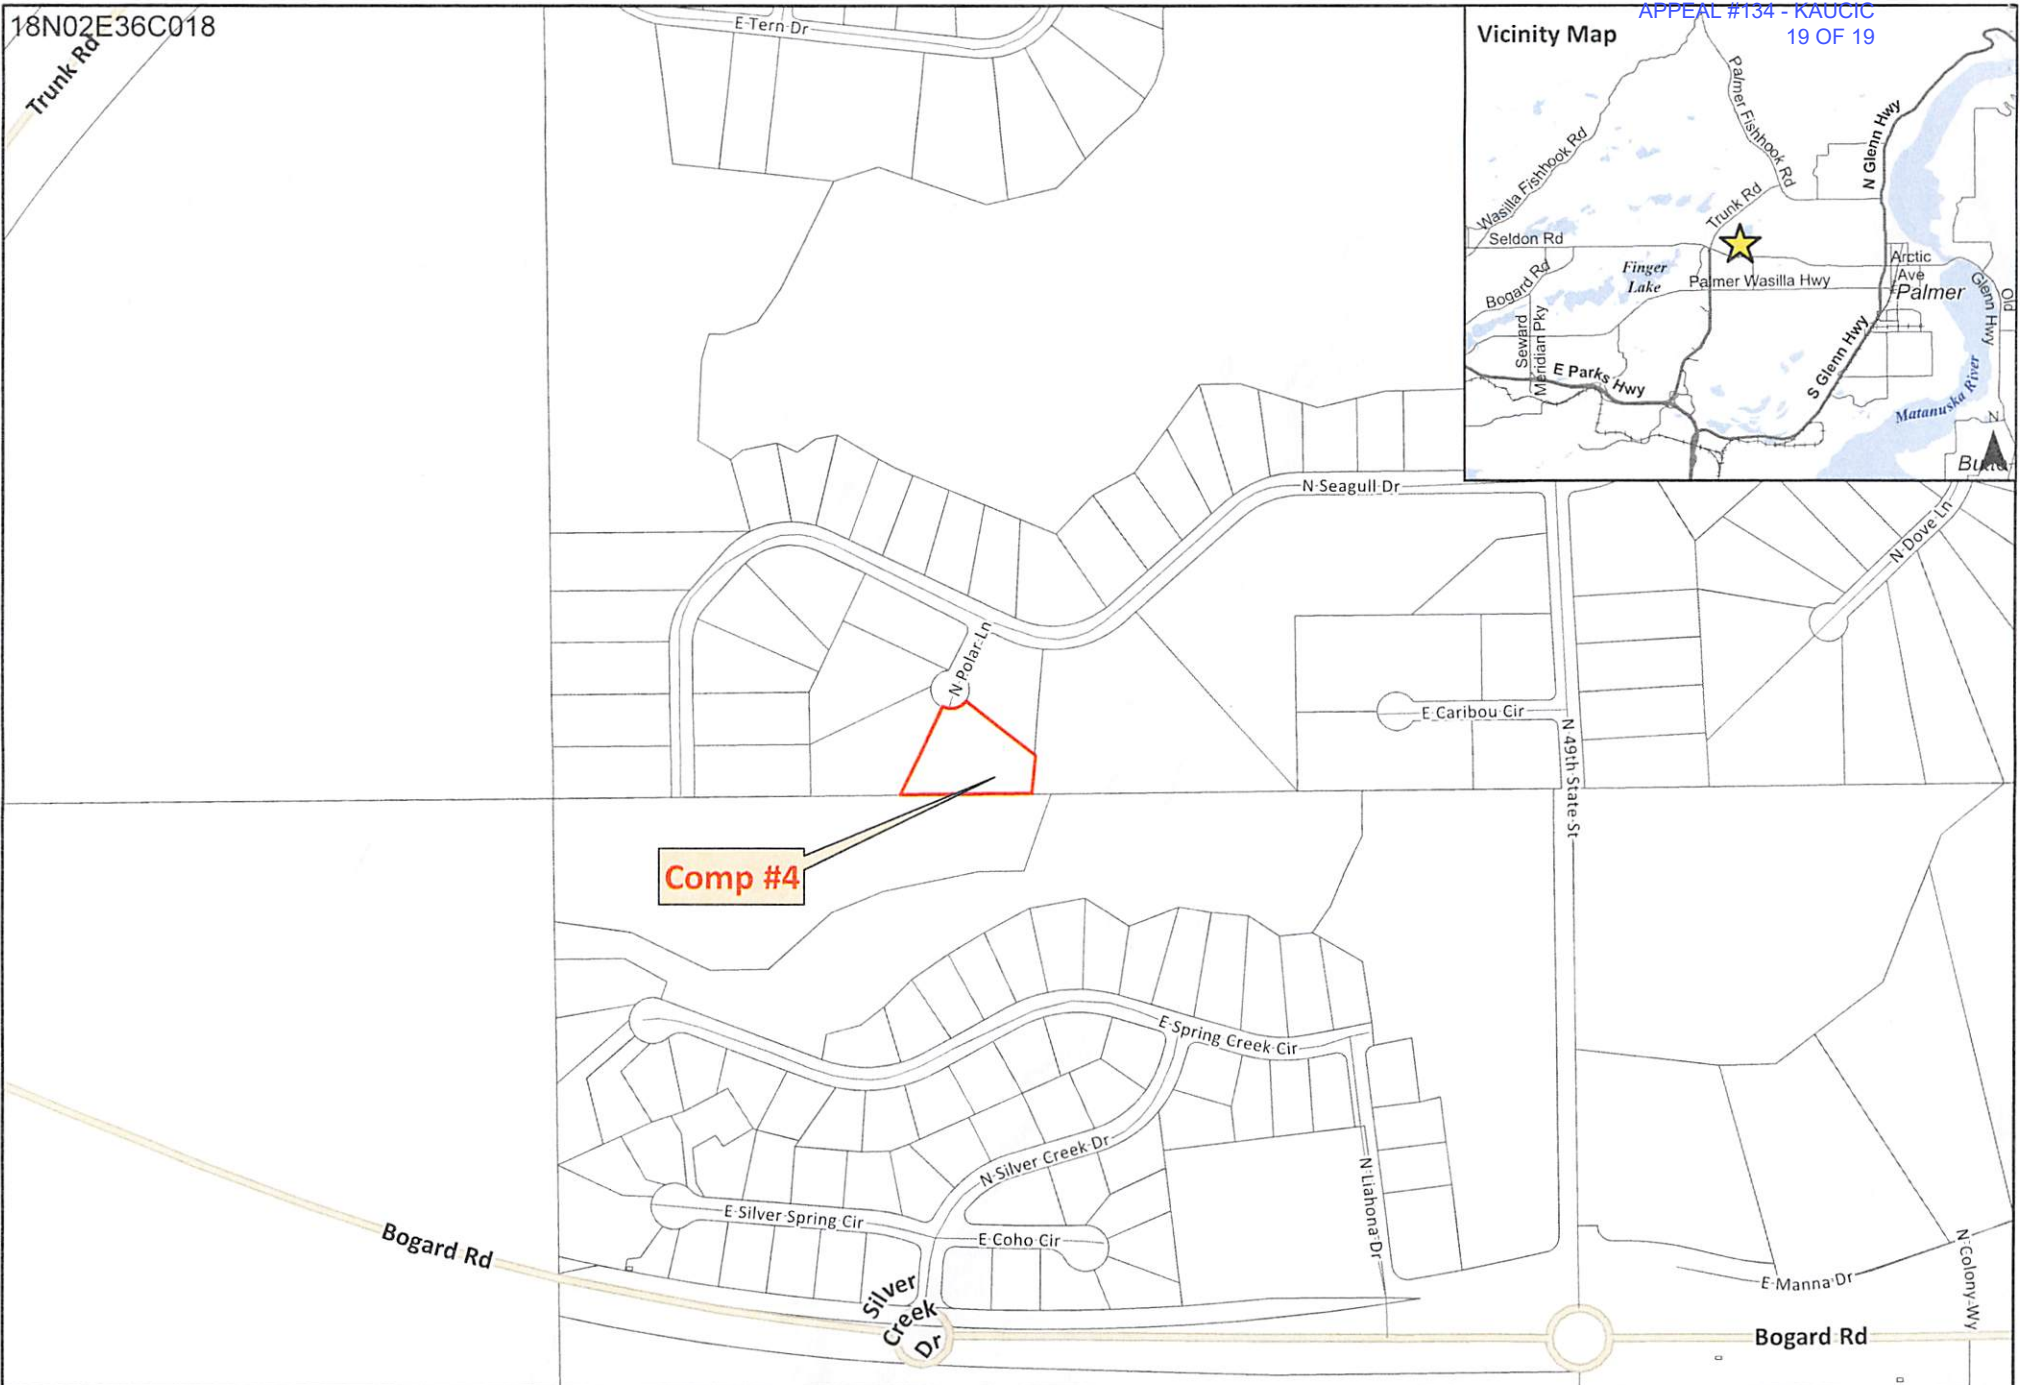 18N02E36C018
APPEAL #134 - KAUCIC
19 OF 19
Trunk Rd
E Tern Dr
Vicinity Map
Palmer Fishhook Rd
Wasilla Fishhook Rd
N Glenn Hwy
Trunk Rd
Seldon Rd
Bogard Rd
Finger
Lake
Palmer Wasilla Hwy
Arctic
Ave
Palmer
Glenn Hwy
Old
Seward
Meridian Pky
E Parks Hwy
S Glenn Hwy
Matanuska River
N
N Seagull Dr
N Dove Ln
N Polar Ln
E Caribou Cir
N 49th State St
Comp #4
E Spring Creek Cir
N Silver Creek Dr
N Liahona Dr
E Silver Spring Cir
E Coho Cir
Bogard Rd
Silver
Creek
Dr
E Manna Dr
N Colony Wy
Bogard Rd